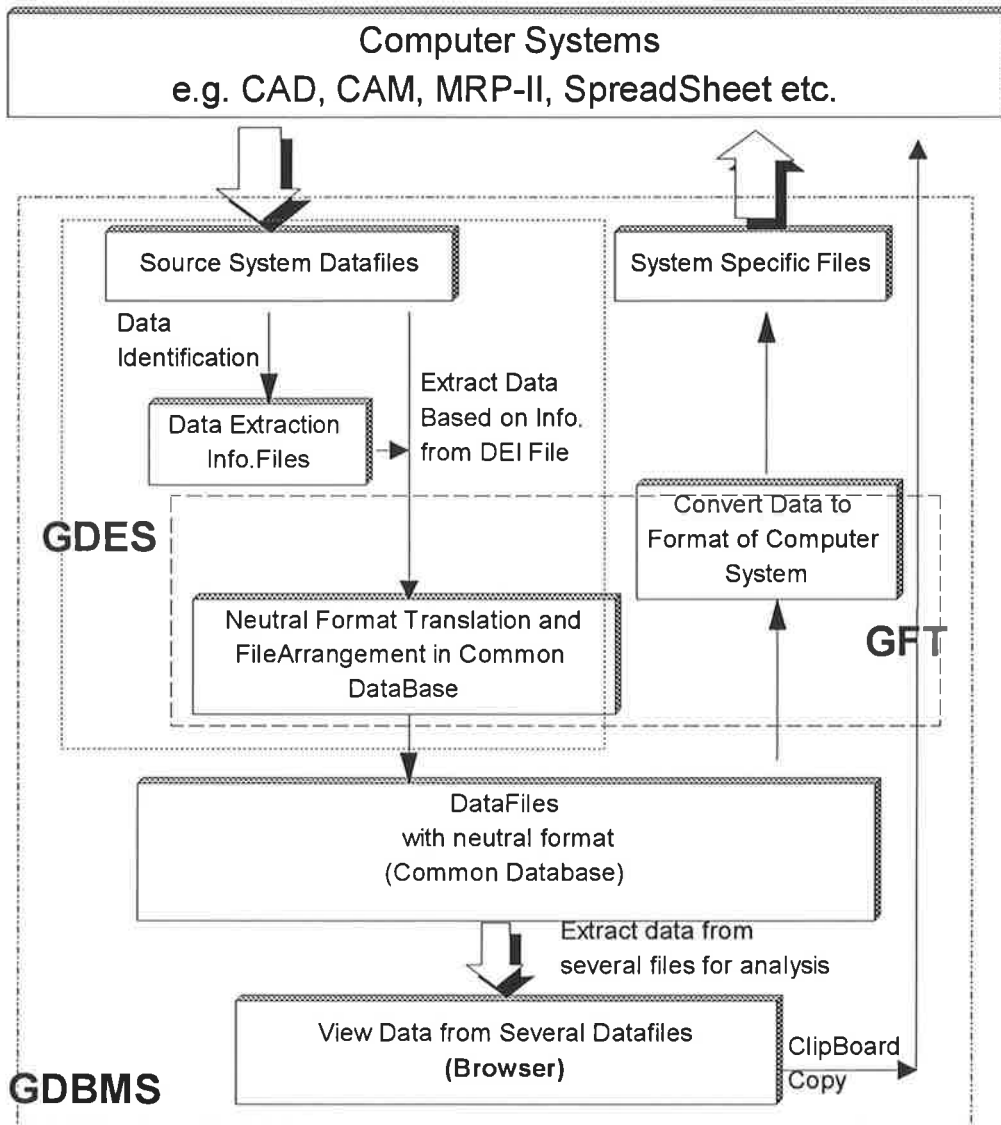 Computer Systems
e.g. CAD, CAM, MRP-II, SpreadSheet etc.
Source System Datafiles
System Specific Files
Data
Identification
Extract Data
Based on Info.
from DEI File
Data Extraction
Info.Files
Convert Data to
Format of Computer
System
GDES
Neutral Format Translation and
FileArrangement in Common
DataBase
GFT
DataFiles
with neutral format
(Common Database)
Extract data from
several files for analysis
View Data from Several Datafiles
(Browser)
ClipBoard
Copy
GDBMS